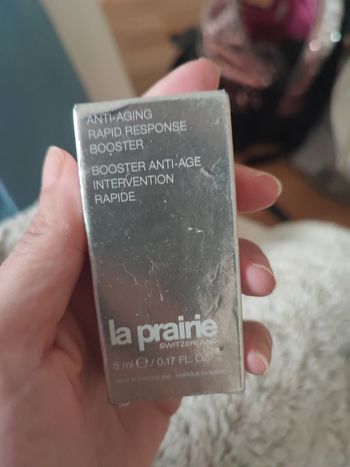 ANTI-AGING
RAPID RESPONSE
BOOSTER
BOOSTER ANTI-AGE
INTERVENTION
RAPIDE
la prairie
SWITZERLAND
5 ml ℮ / 0.17 FL. OZ.